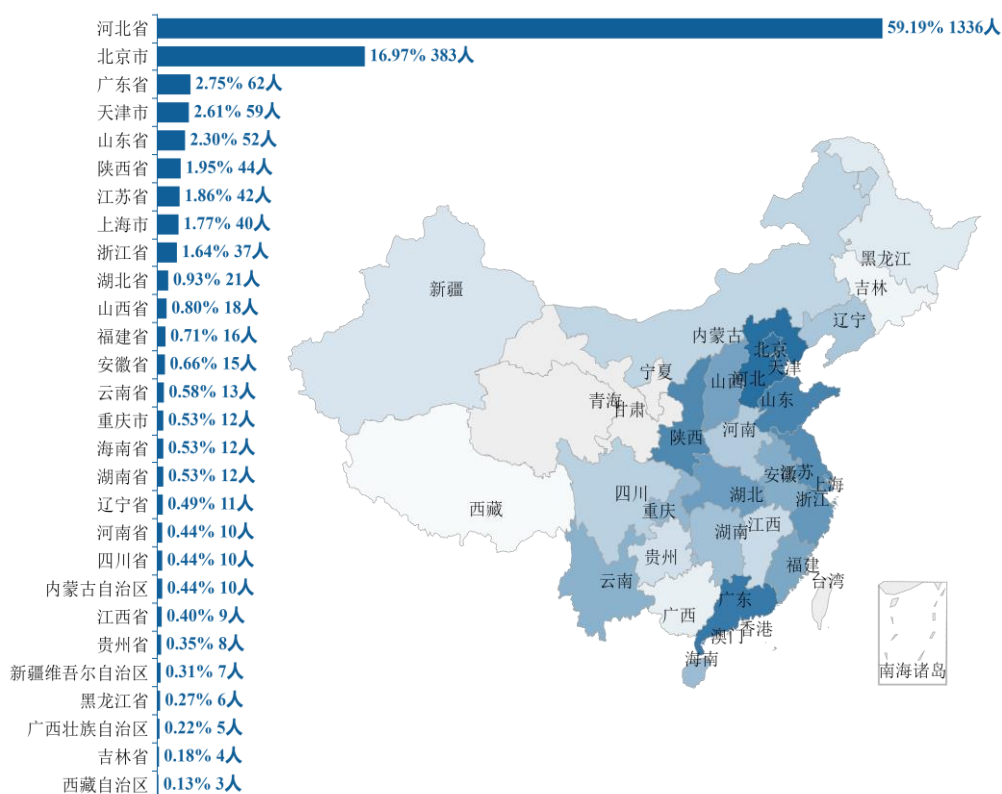 河北省 59.19% 1336人
北京市 16.97% 383人
广东省 2.75% 62人
天津市 2.61% 59人
山东省 2.30% 52人
陕西省 1.95% 44人
江苏省 1.86% 42人
上海市 1.77% 40人
浙江省 1.64% 37人
湖北省 0.93% 21人
山西省 0.80% 18人
福建省 0.71% 16人
安徽省 0.66% 15人
云南省 0.58% 13人
重庆市 0.53% 12人
海南省 0.53% 12人
湖南省 0.53% 12人
辽宁省 0.49% 11人
河南省 0.44% 10人
四川省 0.44% 10人
内蒙古自治区 0.44% 10人
江西省 0.40% 9人
贵州省 0.35% 8人
新疆维吾尔自治区 0.31% 7人
黑龙江省 0.27% 6人
广西壮族自治区 0.22% 5人
吉林省 0.18% 4人
西藏自治区 0.13% 3人
黑龙江
吉林
新疆
辽宁
内蒙古
北京
天津
宁夏
山西
河北
青海
甘肃
山东
陕西
河南
安徽
江苏
上海
四川
湖北
浙江
西藏
重庆
湖南
江西
贵州
福建
云南
台湾
广东
广西
香港
澳门
海南
南海诸岛